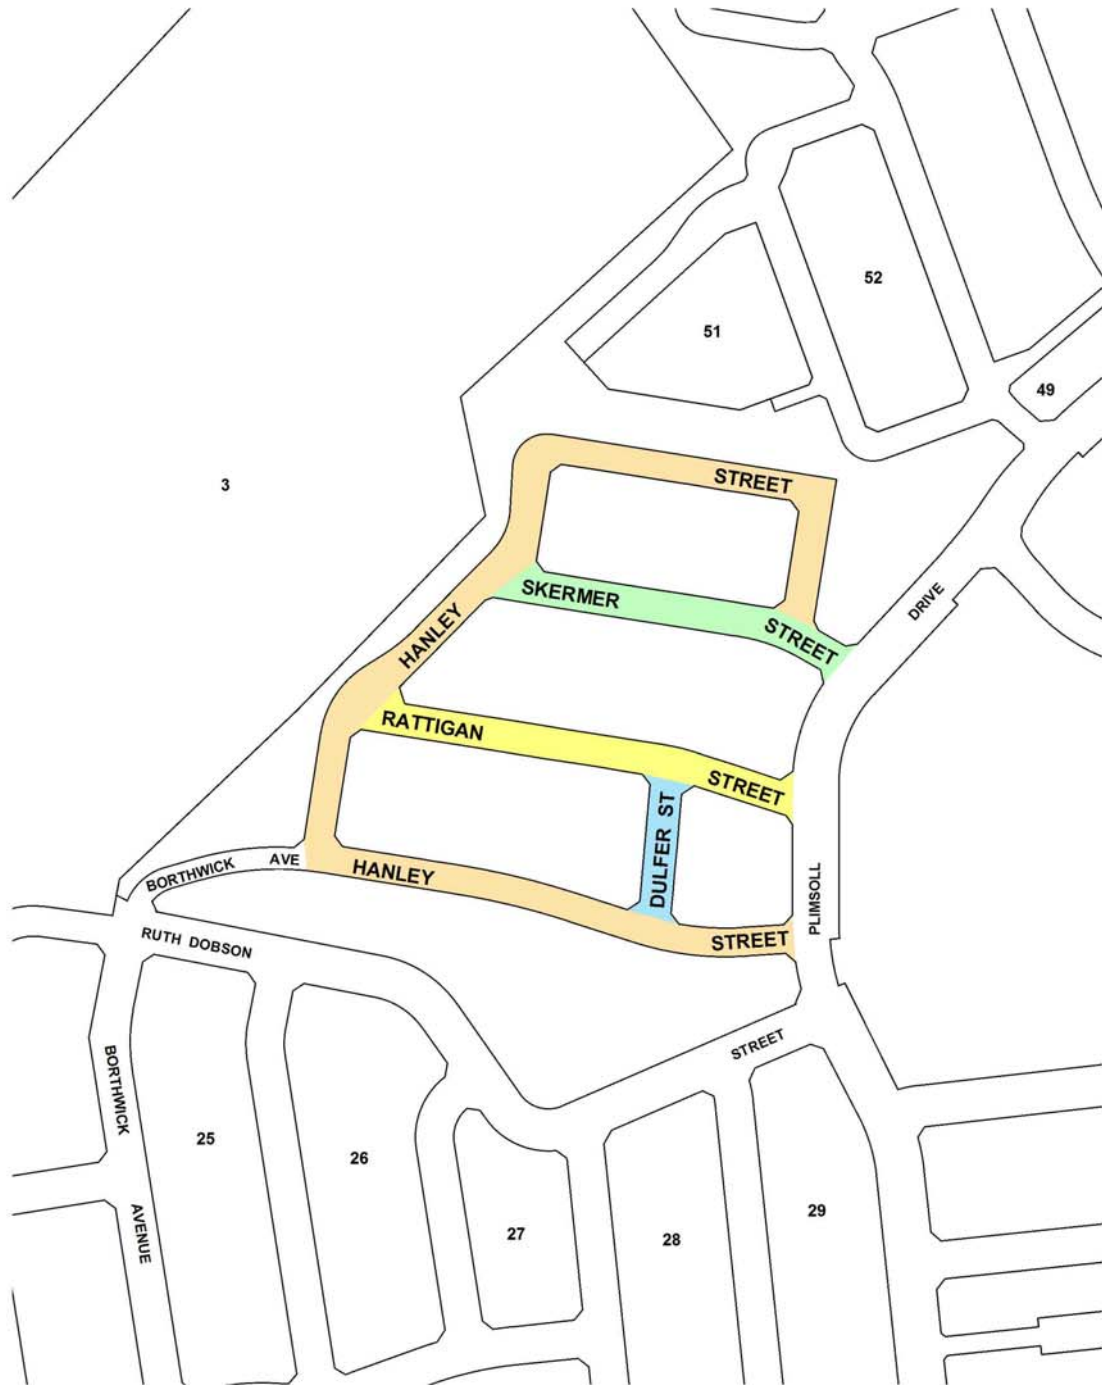 52
51
49
3
STREET
SKERMER
STREET
DRIVE
HANLEY
RATTIGAN
STREET
DULFER ST
BORTHWICK AVE
HANLEY
PLIMSOLL
STREET
RUTH DOBSON
STREET
BORTHWICK
25
26
29
AVENUE
27
28